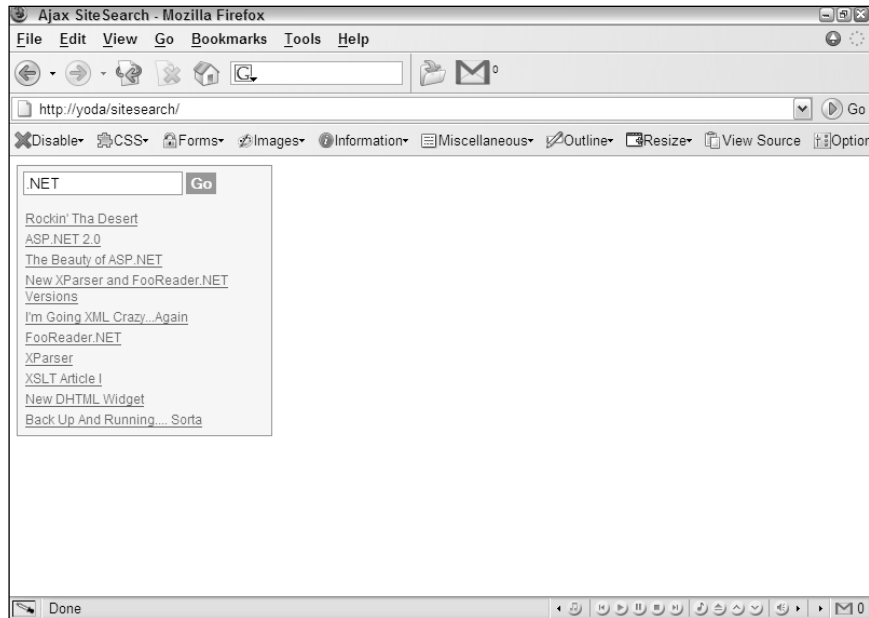 Ajax SiteSearch - Mozilla Firefox
File Edit View Go Bookmarks Tools Help
G 0
http://yoda/sitesearch/ Go
Disable CSS Forms Images Information Miscellaneous Outline Resize View Source Option
.NET Go
Rockin' Tha Desert
ASP.NET 2.0
The Beauty of ASP.NET
New XParser and FooReader.NET
Versions
I'm Going XML Crazy...Again
FooReader.NET
XParser
XSLT Article I
New DHTML Widget
Back Up And Running.... Sorta
Done 0